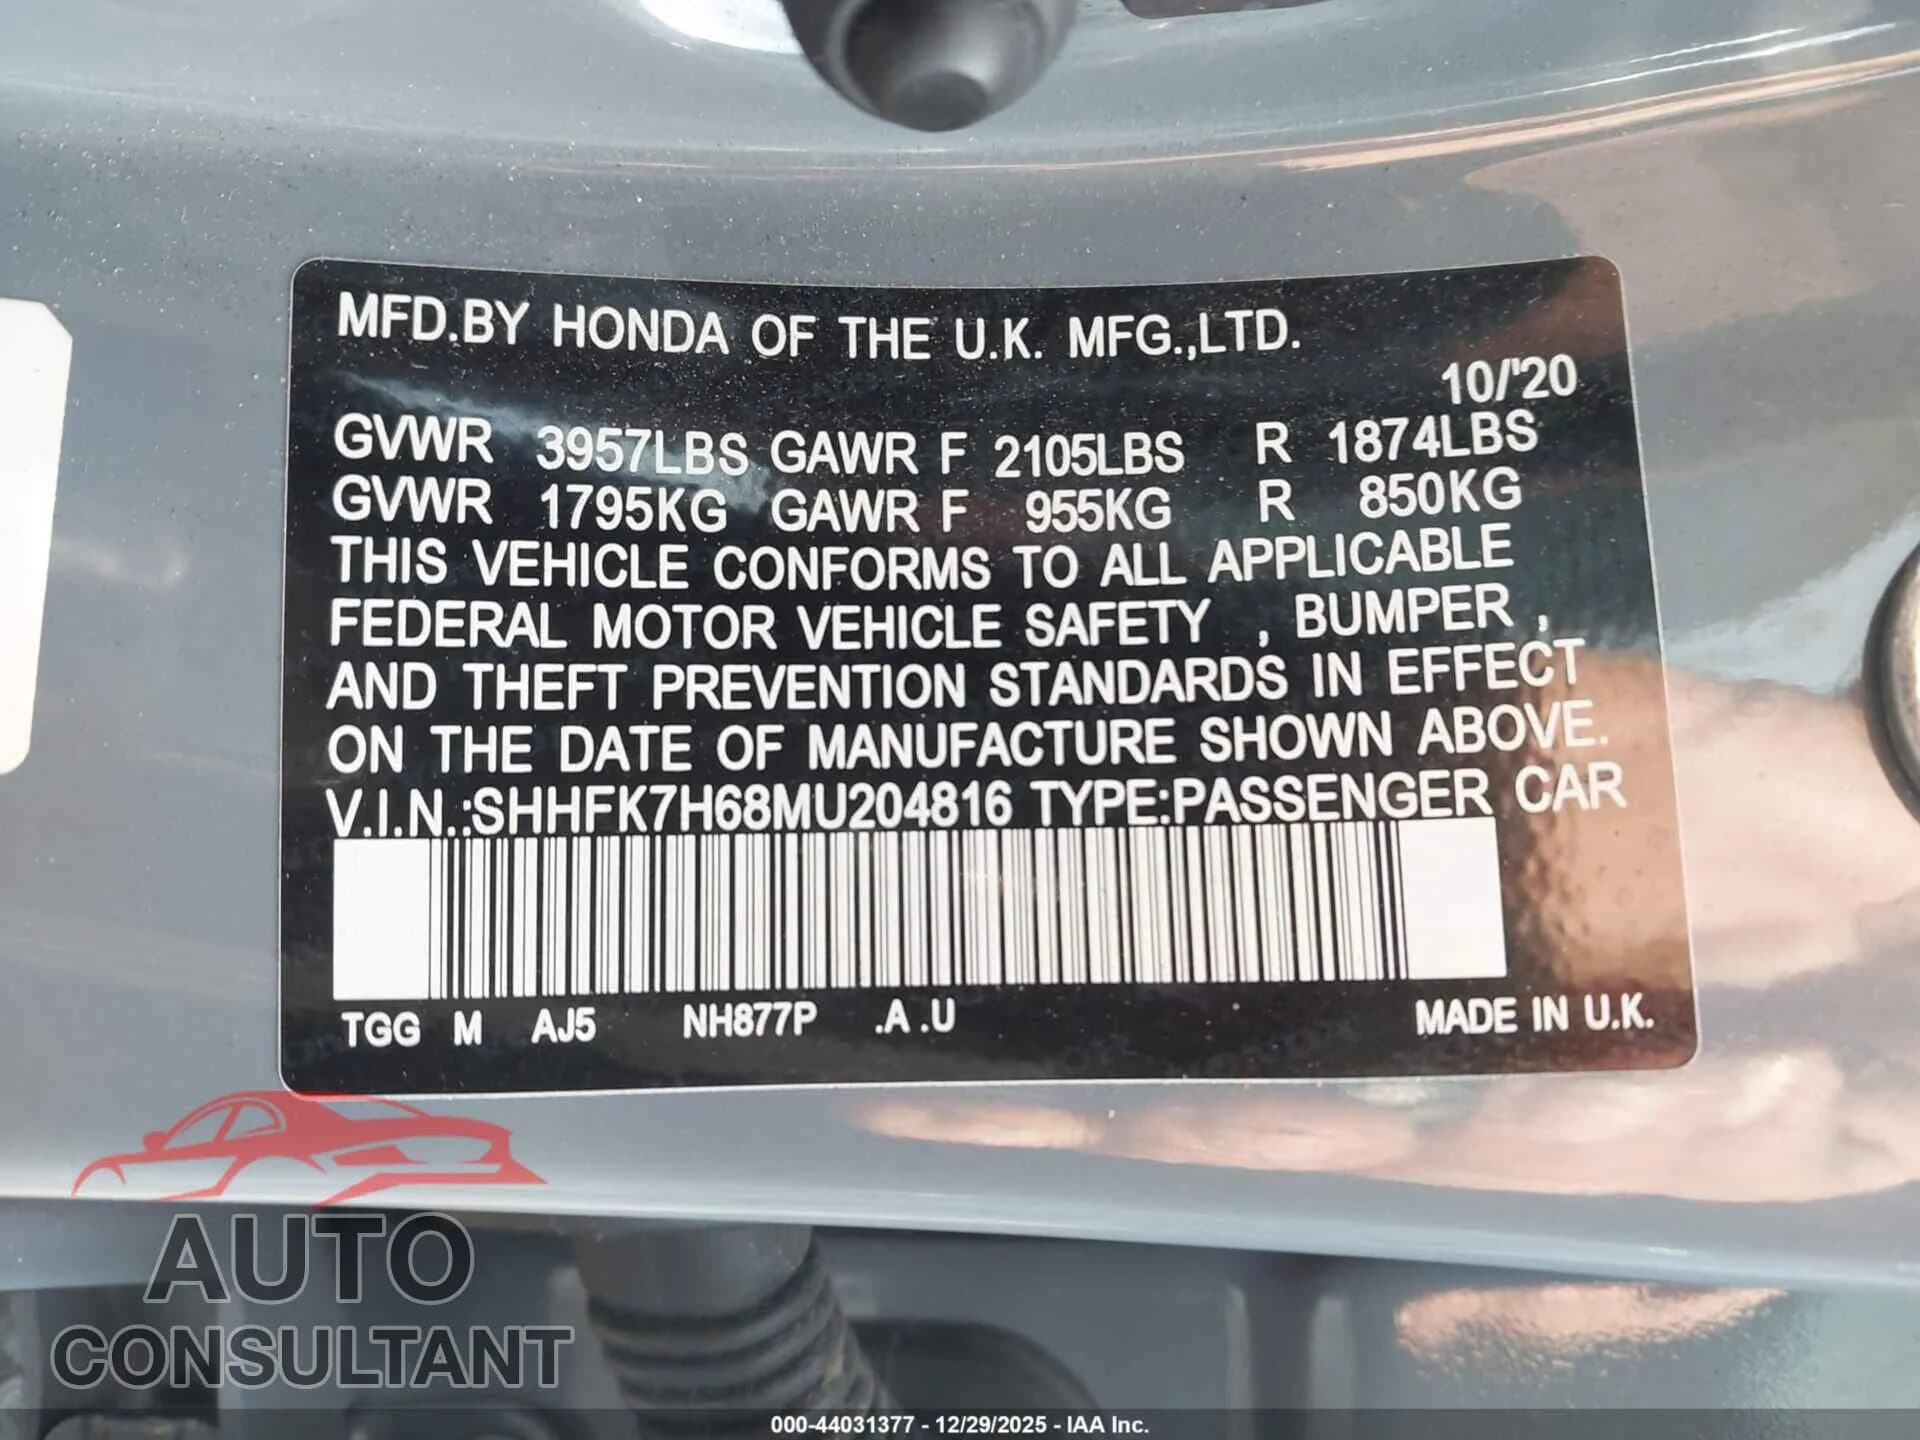 MFD.BY HONDA OF THE U.K. MFG.,LTD.
10/'20
GVWR 3957LBS GAWR F 2105LBS R 1874LBS
GVWR 1795KG GAWR F 955KG R 850KG
THIS VEHICLE CONFORMS TO ALL APPLICABLE
FEDERAL MOTOR VEHICLE SAFETY , BUMPER ,
AND THEFT PREVENTION STANDARDS IN EFFECT
ON THE DATE OF MANUFACTURE SHOWN ABOVE.
V.I.N.:SHHFK7H68MU204816 TYPE:PASSENGER CAR
TGG M AJ5 NH877P .A .U MADE IN U.K.
AUTO
CONSULTANT
000-44031377 - 12/29/2025 - IAA Inc.